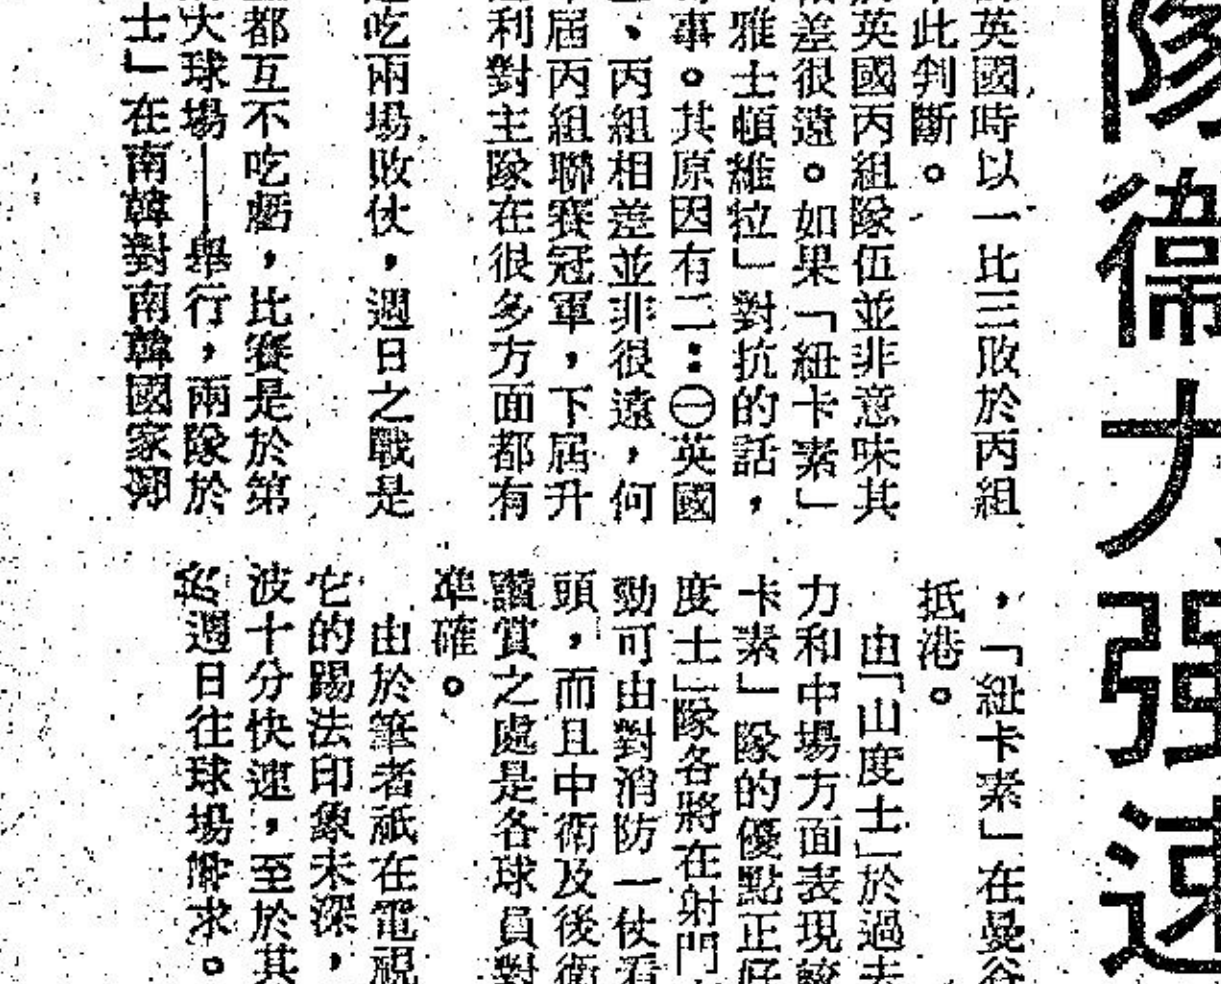 隊衞力強速
英國時以一比三敗於丙組
此判斷。
英國丙組隊伍並非意味其
差很遠。如果「紐卡素」
雅士頓維拉」對抗的話，
事。其原因有二：㊀英國
、丙組相差並非很遠，何
屆丙組聯賽冠軍，下屆升
利對主隊在很多方面都有
吃兩場敗仗，週日之戰是
都互不吃虧，比賽是於第
火球場——舉行，兩隊於
士」在南韓對南韓國家
，「紐卡素」在曼谷
抵港。
由「山度士」於過去
力和中場方面表現較
卡素」隊的優點正好
度士」隊各將在射門
勁可由對消防一仗看
頭，而且中衛及後衛
讚賞之處是各球員對
準確。
由於筆者祇在電視
它的踢法印象未深，
波十分快速，至於其
週日往球場 求。